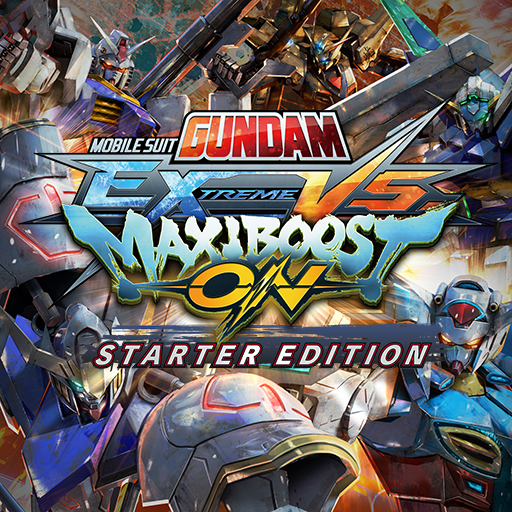 MOBILE SUIT GUNDAM
EXTREME VS.
MAXIBOOST
ON
STARTER EDITION